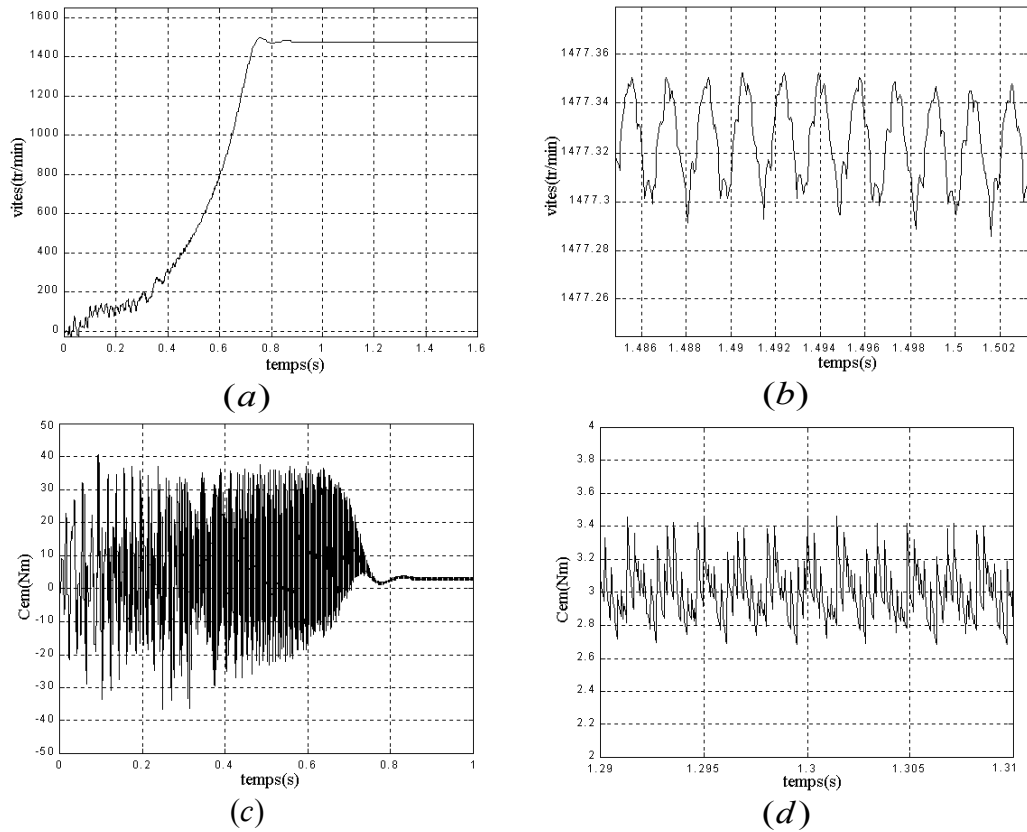 1600
1400
1200
1000
800
600
400
200
0
vites(tr/min)
0 0.2 0.4 0.6 0.8 1 1.2 1.4 1.6
temps(s)
(a)
1477.36
1477.34
1477.32
1477.3
1477.28
1477.26
vites(tr/min)
1.486 1.488 1.49 1.492 1.494 1.496 1.498 1.5 1.502
temps(s)
(b)
50
40
30
20
10
0
-10
-20
-30
-40
-50
Cem(Nm)
0 0.2 0.4 0.6 0.8 1
temps(s)
(c)
4
3.8
3.6
3.4
3.2
3
2.8
2.6
2.4
2.2
2
Cem(Nm)
1.29 1.295 1.3 1.305 1.31
temps(s)
(d)